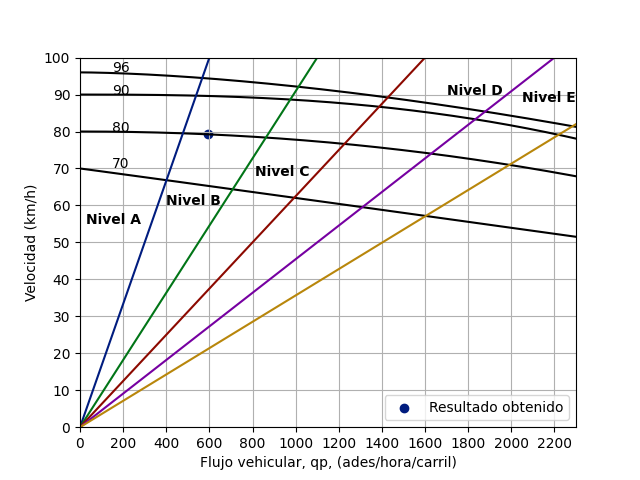 100
90
80
70
60
50
40
30
20
10
0
Velocidad (km/h)
96
90
80
70
Nivel A
Nivel B
Nivel C
Nivel D
Nivel E
Resultado obtenido
0 200 400 600 800 1000 1200 1400 1600 1800 2000 2200
Flujo vehicular, qp, (ades/hora/carril)